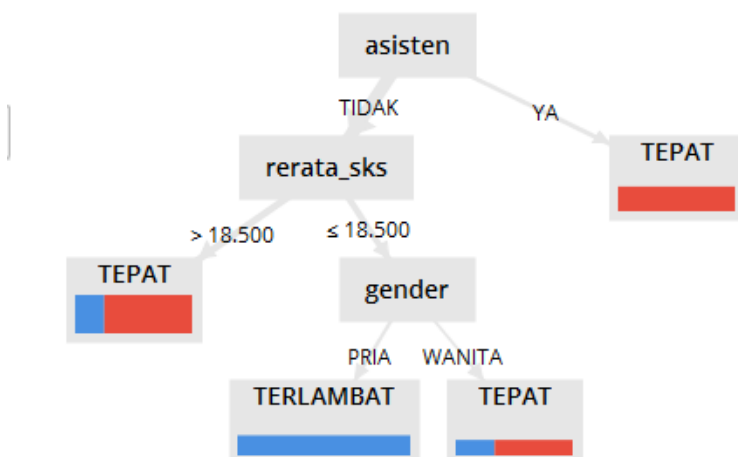 asisten
TIDAK
YA
rerata_sks
TEPAT
> 18.500
≤ 18.500
TEPAT
gender
PRIA
WANITA
TERLAMBAT
TEPAT